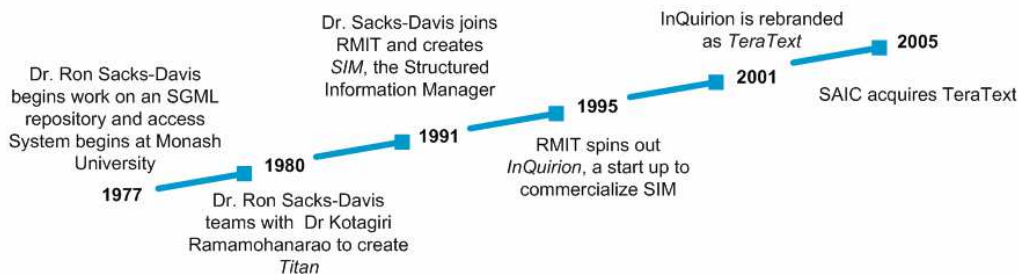 Dr. Ron Sacks-Davis
begins work on an SGML
repository and access
System begins at Monash
University
1977
1980
Dr. Ron Sacks-Davis
teams with Dr Kotagiri
Ramamohanarao to create
Titan
Dr. Sacks-Davis joins
RMIT and creates
SIM, the Structured
Information Manager
1991
1995
RMIT spins out
InQuirion, a start up to
commercialize SIM
InQuirion is rebranded
as TeraText
2001
2005
SAIC acquires TeraText